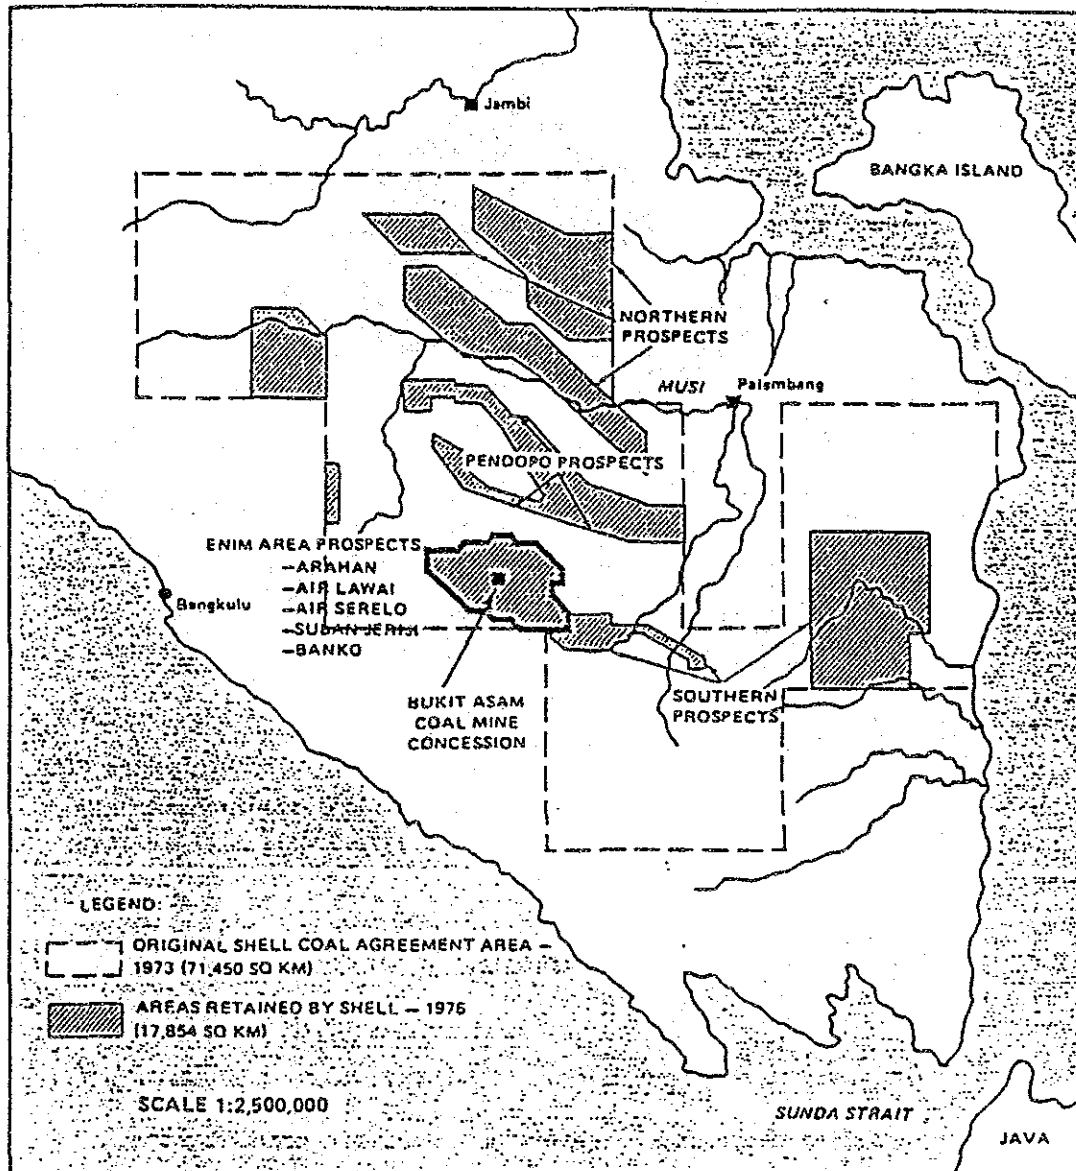 Jambi
BANGKA ISLAND
NORTHERN
PROSPECTS
MUSI
Palembang
PENDOPO PROSPECTS
ENIM AREA PROSPECTS
–ARAHAN
–AIR LAWAI
–AIR SERELO
–SUBAN JERIJI
–BANKO
Bangkulu
BUKIT ASAM
COAL MINE
CONCESSION
SOUTHERN
PROSPECTS
LEGEND:
ORIGINAL SHELL COAL AGREEMENT AREA –
1973 (71,450 SQ KM)
AREAS RETAINED BY SHELL – 1976
(17,854 SQ KM)
SCALE 1:2,500,000
SUNDA STRAIT
JAVA